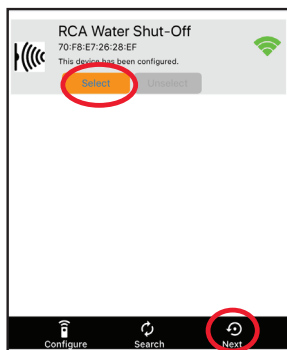 RCA Water Shut-Off
70:F8:E7:26:28:EF
This device has been configured.
Select Unselect
Configure Search Next